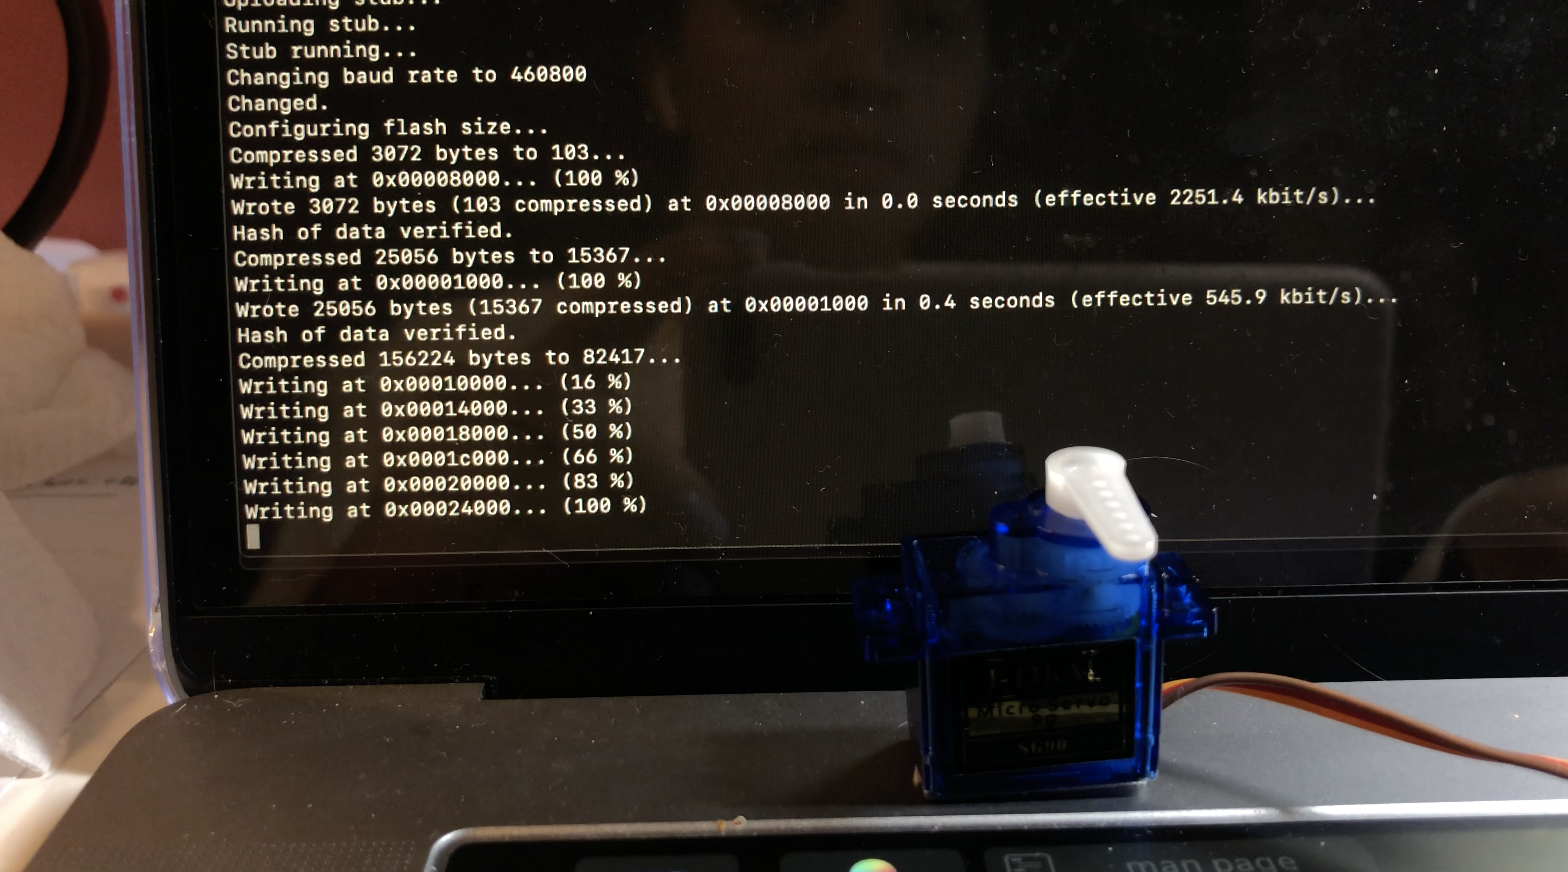 Uploading stub...
Running stub...
Stub running...
Changing baud rate to 460800
Changed.
Configuring flash size...
Compressed 3072 bytes to 103...
Writing at 0x00008000... (100 %)
Wrote 3072 bytes (103 compressed) at 0x00008000 in 0.0 seconds (effective 2251.4 kbit/s)...
Hash of data verified.
Compressed 25056 bytes to 15367...
Writing at 0x00001000... (100 %)
Wrote 25056 bytes (15367 compressed) at 0x00001000 in 0.4 seconds (effective 545.9 kbit/s)...
Hash of data verified.
Compressed 156224 bytes to 82417...
Writing at 0x00010000... (16 %)
Writing at 0x00014000... (33 %)
Writing at 0x00018000... (50 %)
Writing at 0x0001c000... (66 %)
Writing at 0x00020000... (83 %)
Writing at 0x00024000... (100 %)
Micro Servo
9g
SG90
man page